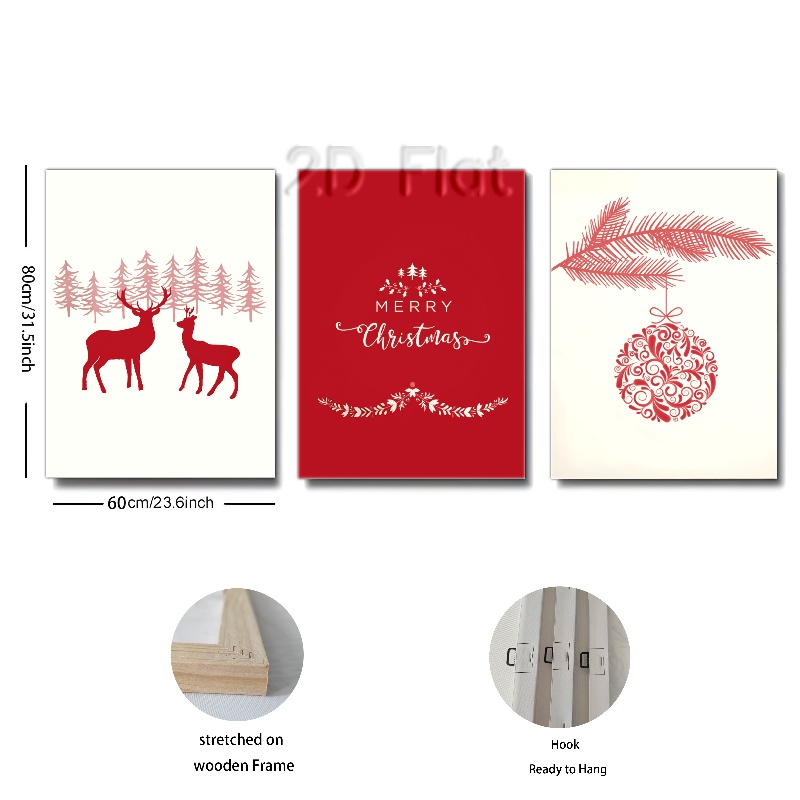 2D Flat
MERRY
Christmas
80cm/31.5inch
60cm/23.6inch
stretched on
wooden Frame
Hook
Ready to Hang